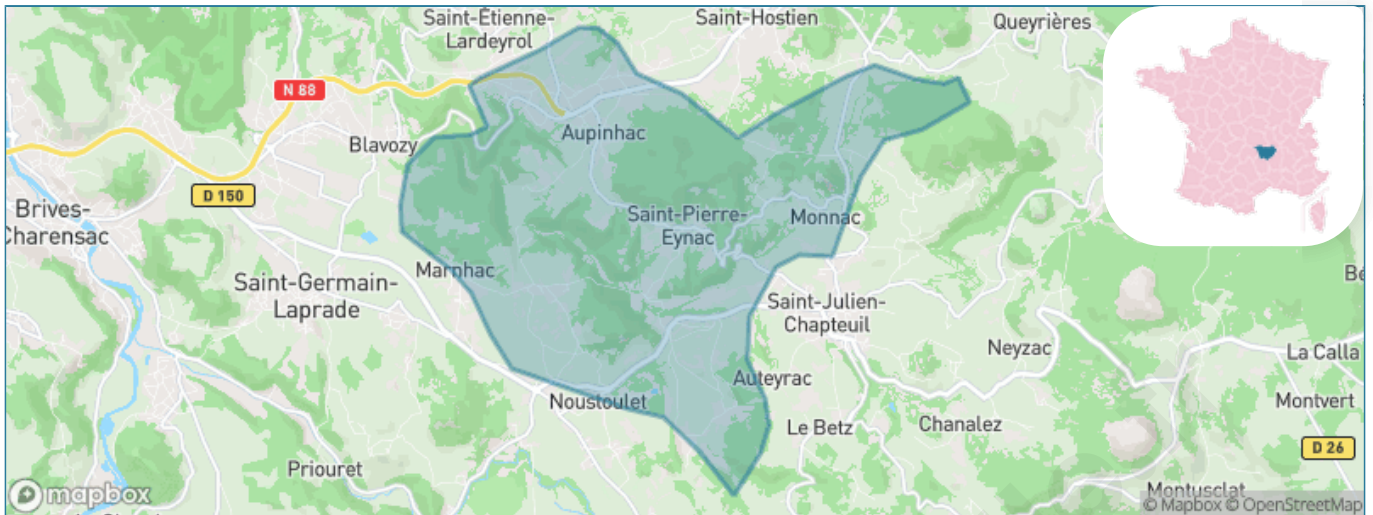 Saint-Étienne-
Lardeyrol
Saint-Hostien
Queyrières
N 88
Aupinhac
Blavozy
D 150
Brives-
Charensac
Saint-Pierre-
Eynac
Monnac
Marnhac
Saint-Germain-
Laprade
Saint-Julien-
Chapteuil
Neyzac
La Calla
Auteyrac
Noustoulet
Montvert
Le Betz
Chanalez
D 26
Priouret
mapbox
Montusclat
© Mapbox © OpenStreetMap